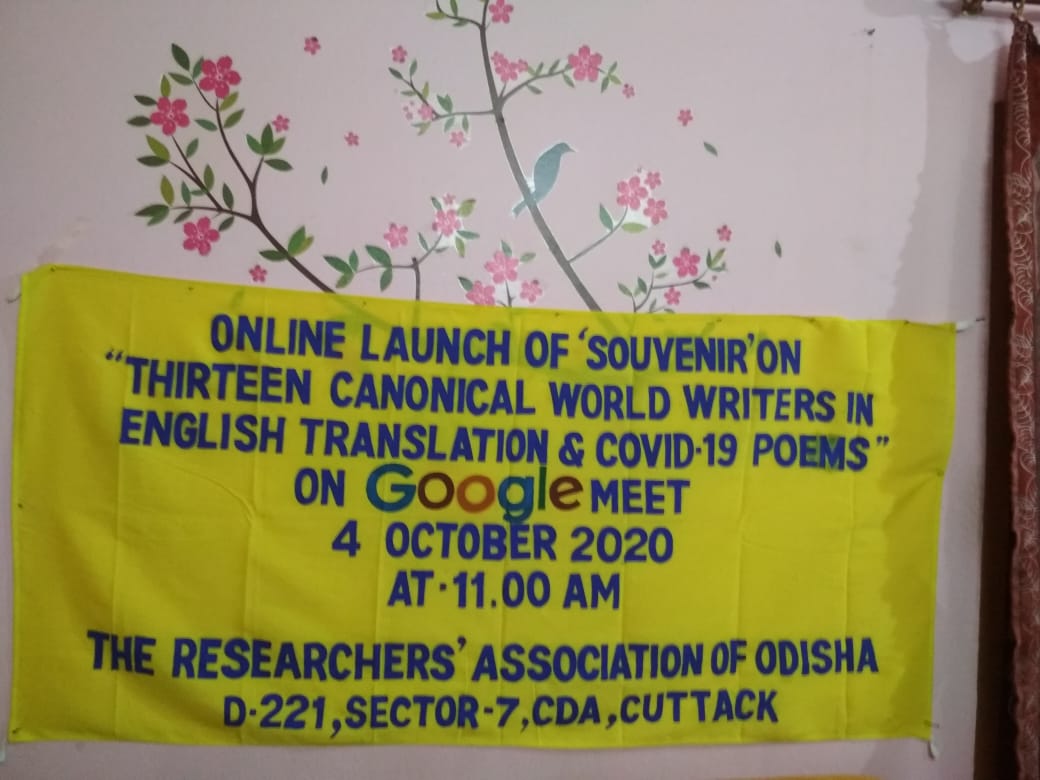 ONLINE LAUNCH OF 'SOUVENIR' ON
"THIRTEEN CANONICAL WORLD WRITERS IN
ENGLISH TRANSLATION & COVID-19 POEMS"
ON Google MEET
4 OCTOBER 2020
AT·11.00 AM
THE RESEARCHERS' ASSOCIATION OF ODISHA
D-221, SECTOR-7, CDA, CUTTACK